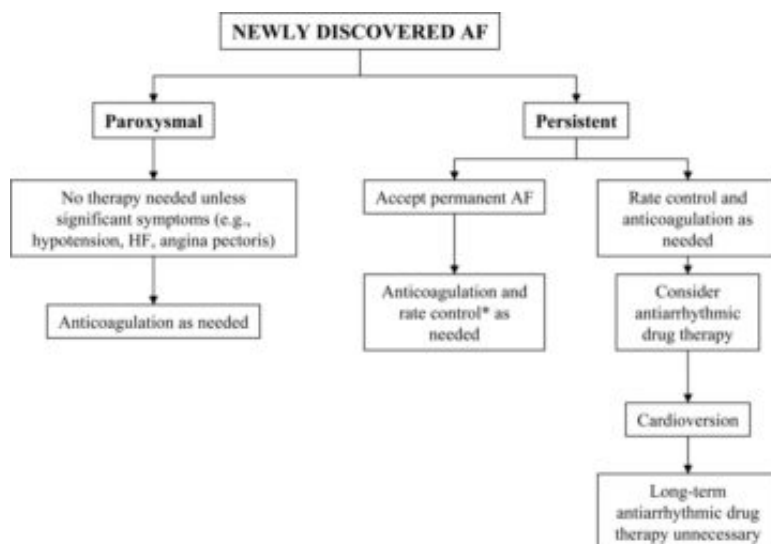 NEWLY DISCOVERED AF
Paroxysmal
No therapy needed unless
significant symptoms (e.g.,
hypotension, HF, angina pectoris)
Anticoagulation as needed
Persistent
Accept permanent AF
Anticoagulation and
rate control* as
needed
Rate control and
anticoagulation as
needed
Consider
antiarrhythmic
drug therapy
Cardioversion
Long-term
antiarrhythmic drug
therapy unnecessary